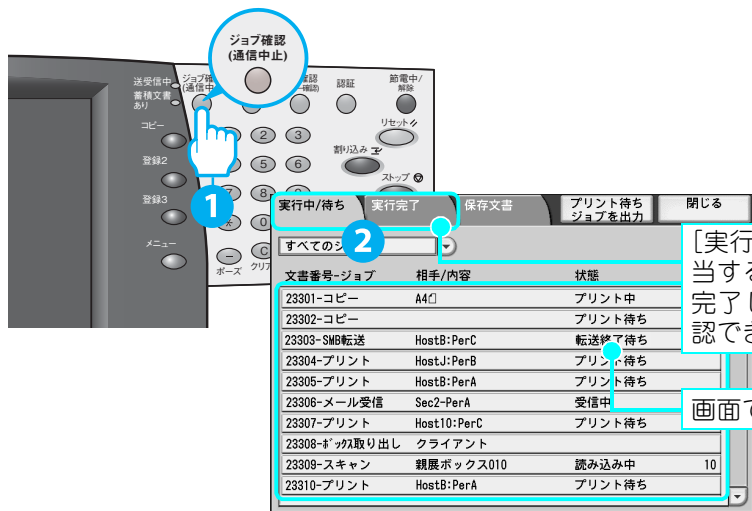 ジョブ確認
(通信中止)
送受信中
蓄積文書
あり
ジョブ確
(通信中
確認
認証
節電中/
解除
リセット
コピー
2
3
割り込み
登録2
5
6
ストップ
登録3
1
7
8
0
メニュー
C
ポーズ
クリア
実行中/待ち
実行完了
保存文書
プリント待ち
ジョブを出力
閉じる
2
すべてのジ
[実行
当する
完了し
認でき
文書番号-ジョブ 相手/内容 状態
23301-コピー A4 プリント中
23302-コピー プリント待ち
23303-SMB転送 HostB:PerC 転送終了待ち
23304-プリント HostJ:PerB プリント待ち
23305-プリント HostB:PerA プリント待ち
23306-メール受信 Sec2-PerA 受信中
画面で
23307-プリント Host10:PerC プリント待ち
23308-ボックス取り出し クライアント
23309-スキャン 親展ボックス010 読み込み中 10
23310-プリント HostB:PerA プリント待ち